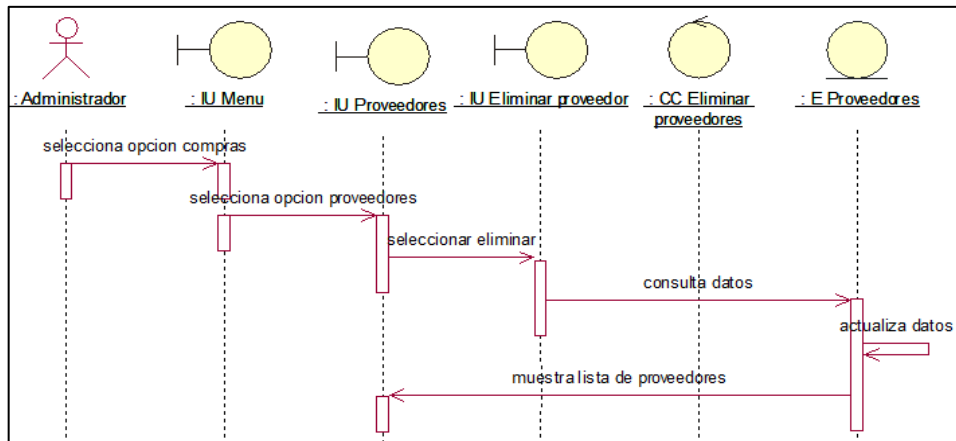 : Administrador
: IU Menu
: IU Proveedores
: IU Eliminar proveedor
: CC Eliminar
proveedores
: E Proveedores
selecciona opcion compras
selecciona opcion proveedores
seleccionar eliminar
consulta datos
actualiza datos
muestra lista de proveedores